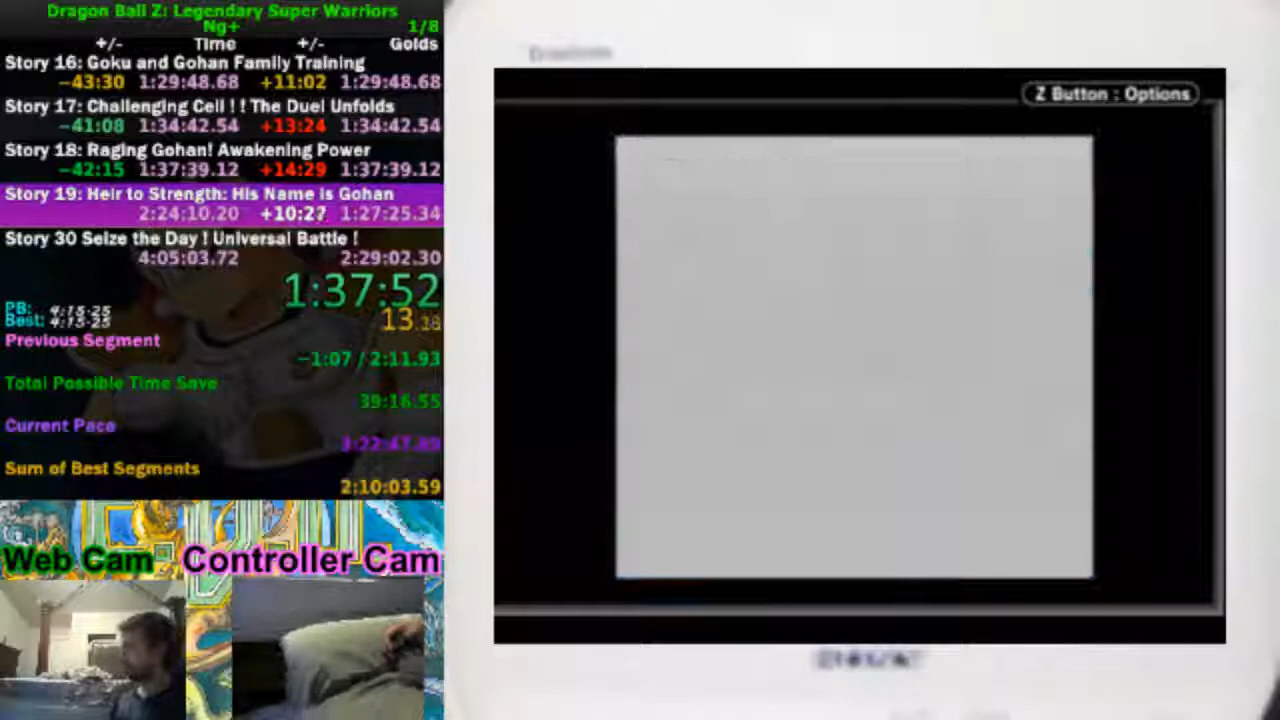 Dragon Ball Z: Legendary Super Warriors
Ng+ 1/8
+/- Time +/- Golds
Story 16: Goku and Gohan Family Training
-43:30 1:29:48.68 +11:02 1:29:48.68
Story 17: Challenging Cell ! ! The Duel Unfolds
-41:08 1:34:42.54 +13:24 1:34:42.54
Story 18: Raging Gohan! Awakening Power
-42:15 1:37:39.12 +14:29 1:37:39.12
Story 19: Heir to Strength: His Name is Gohan
2:24:10.20 +10:27 1:27:25.34
Story 30 Seize the Day ! Universal Battle !
4:05:03.72 2:29:02.30
1:37:52
PB:
Best:
13.18
Previous Segment
-1:07 / 2:11.93
Total Possible Time Save
39:16.55
Current Pace
Sum of Best Segments
2:10:03.59
Web Cam Controller Cam
Z Button : Options